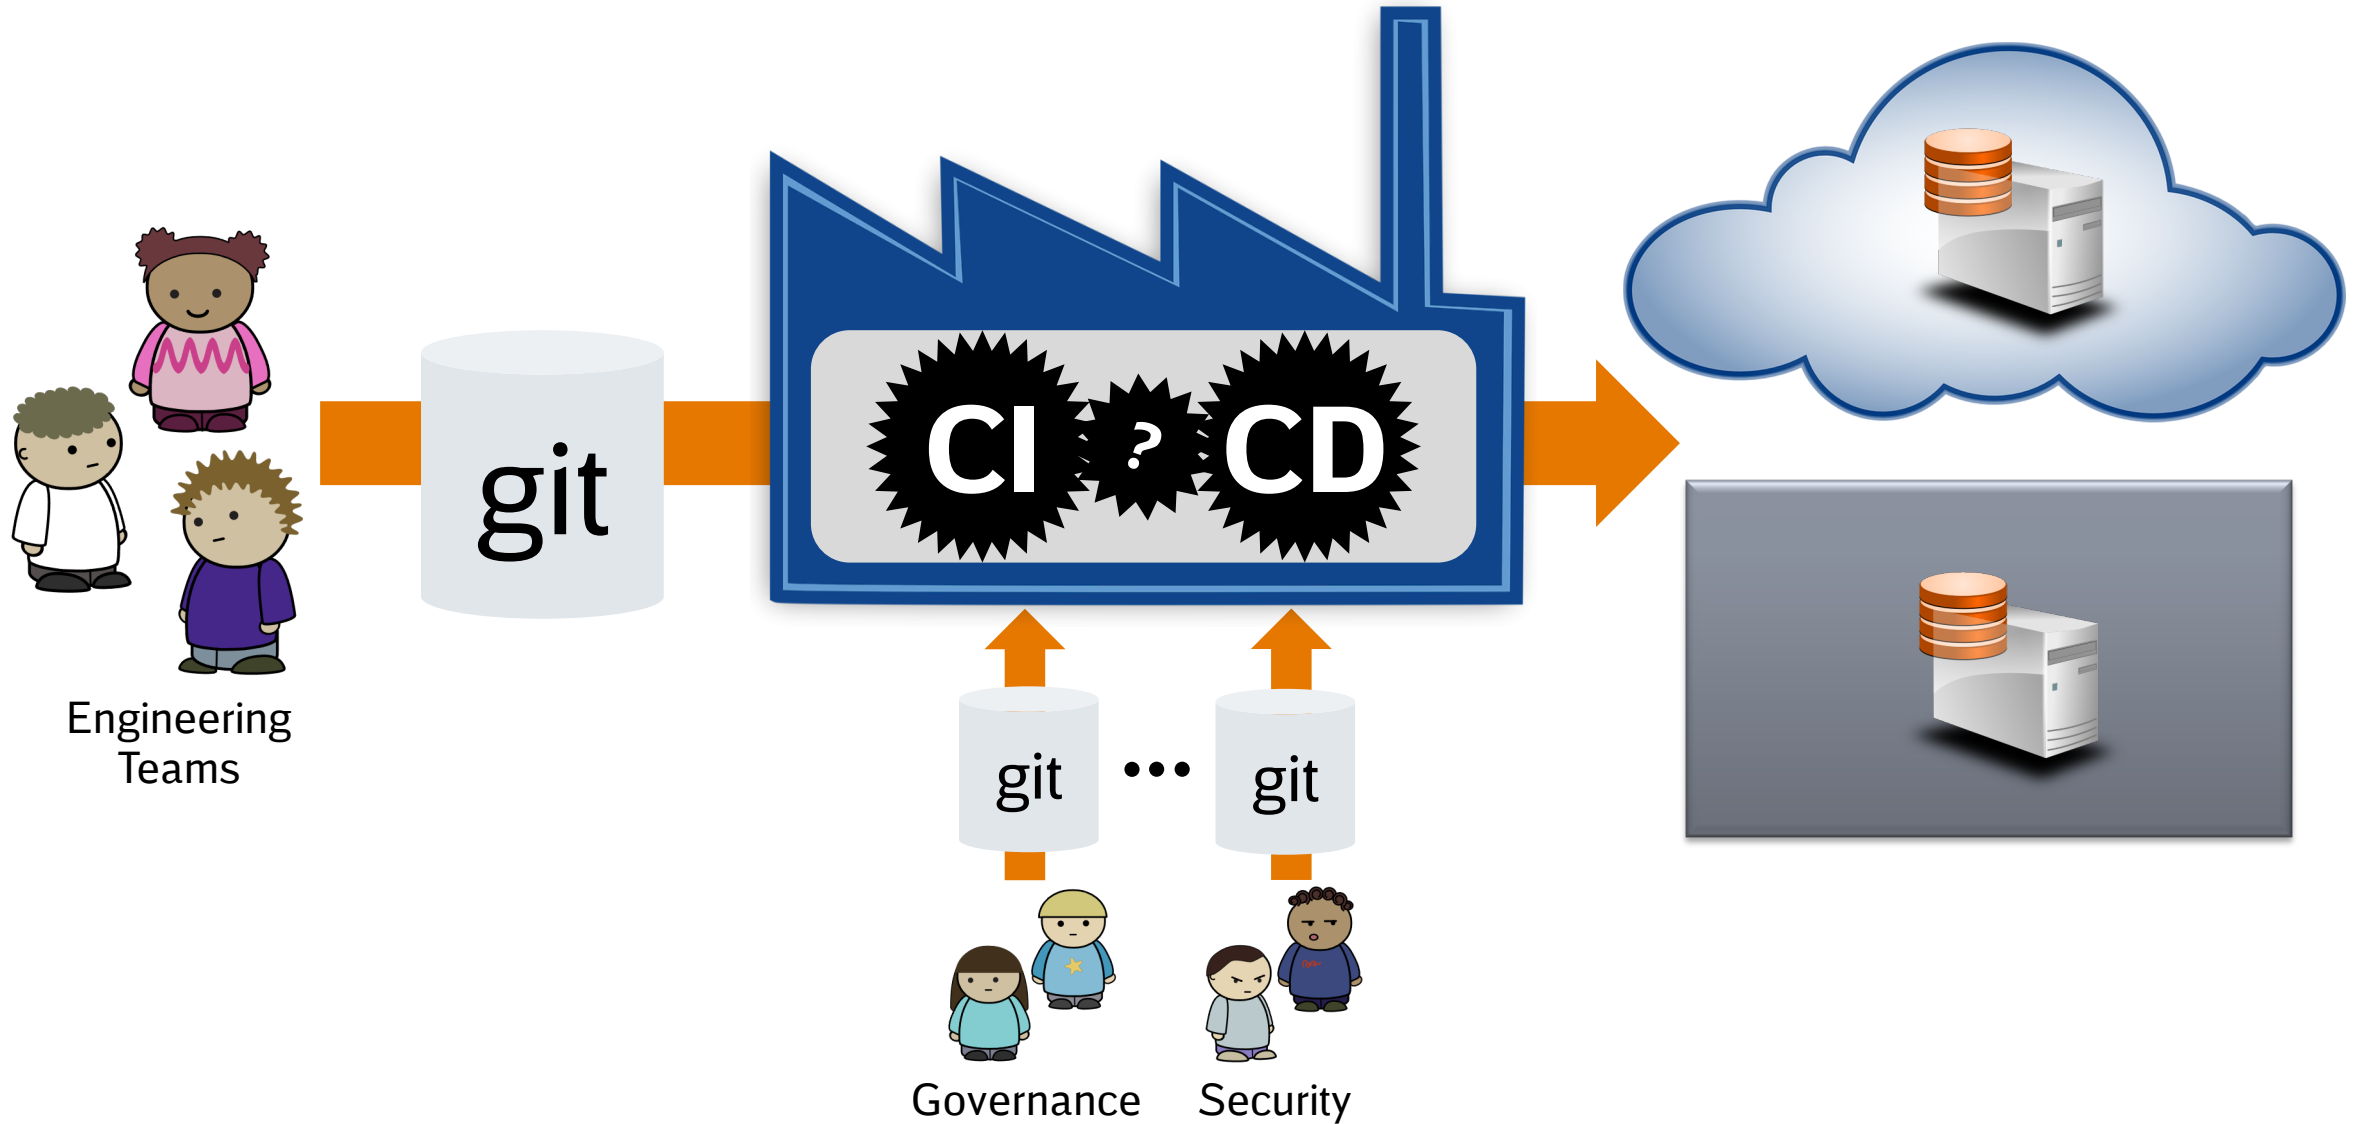 git
CI
?
CD
Engineering
Teams
git
...
git
Governance
Security